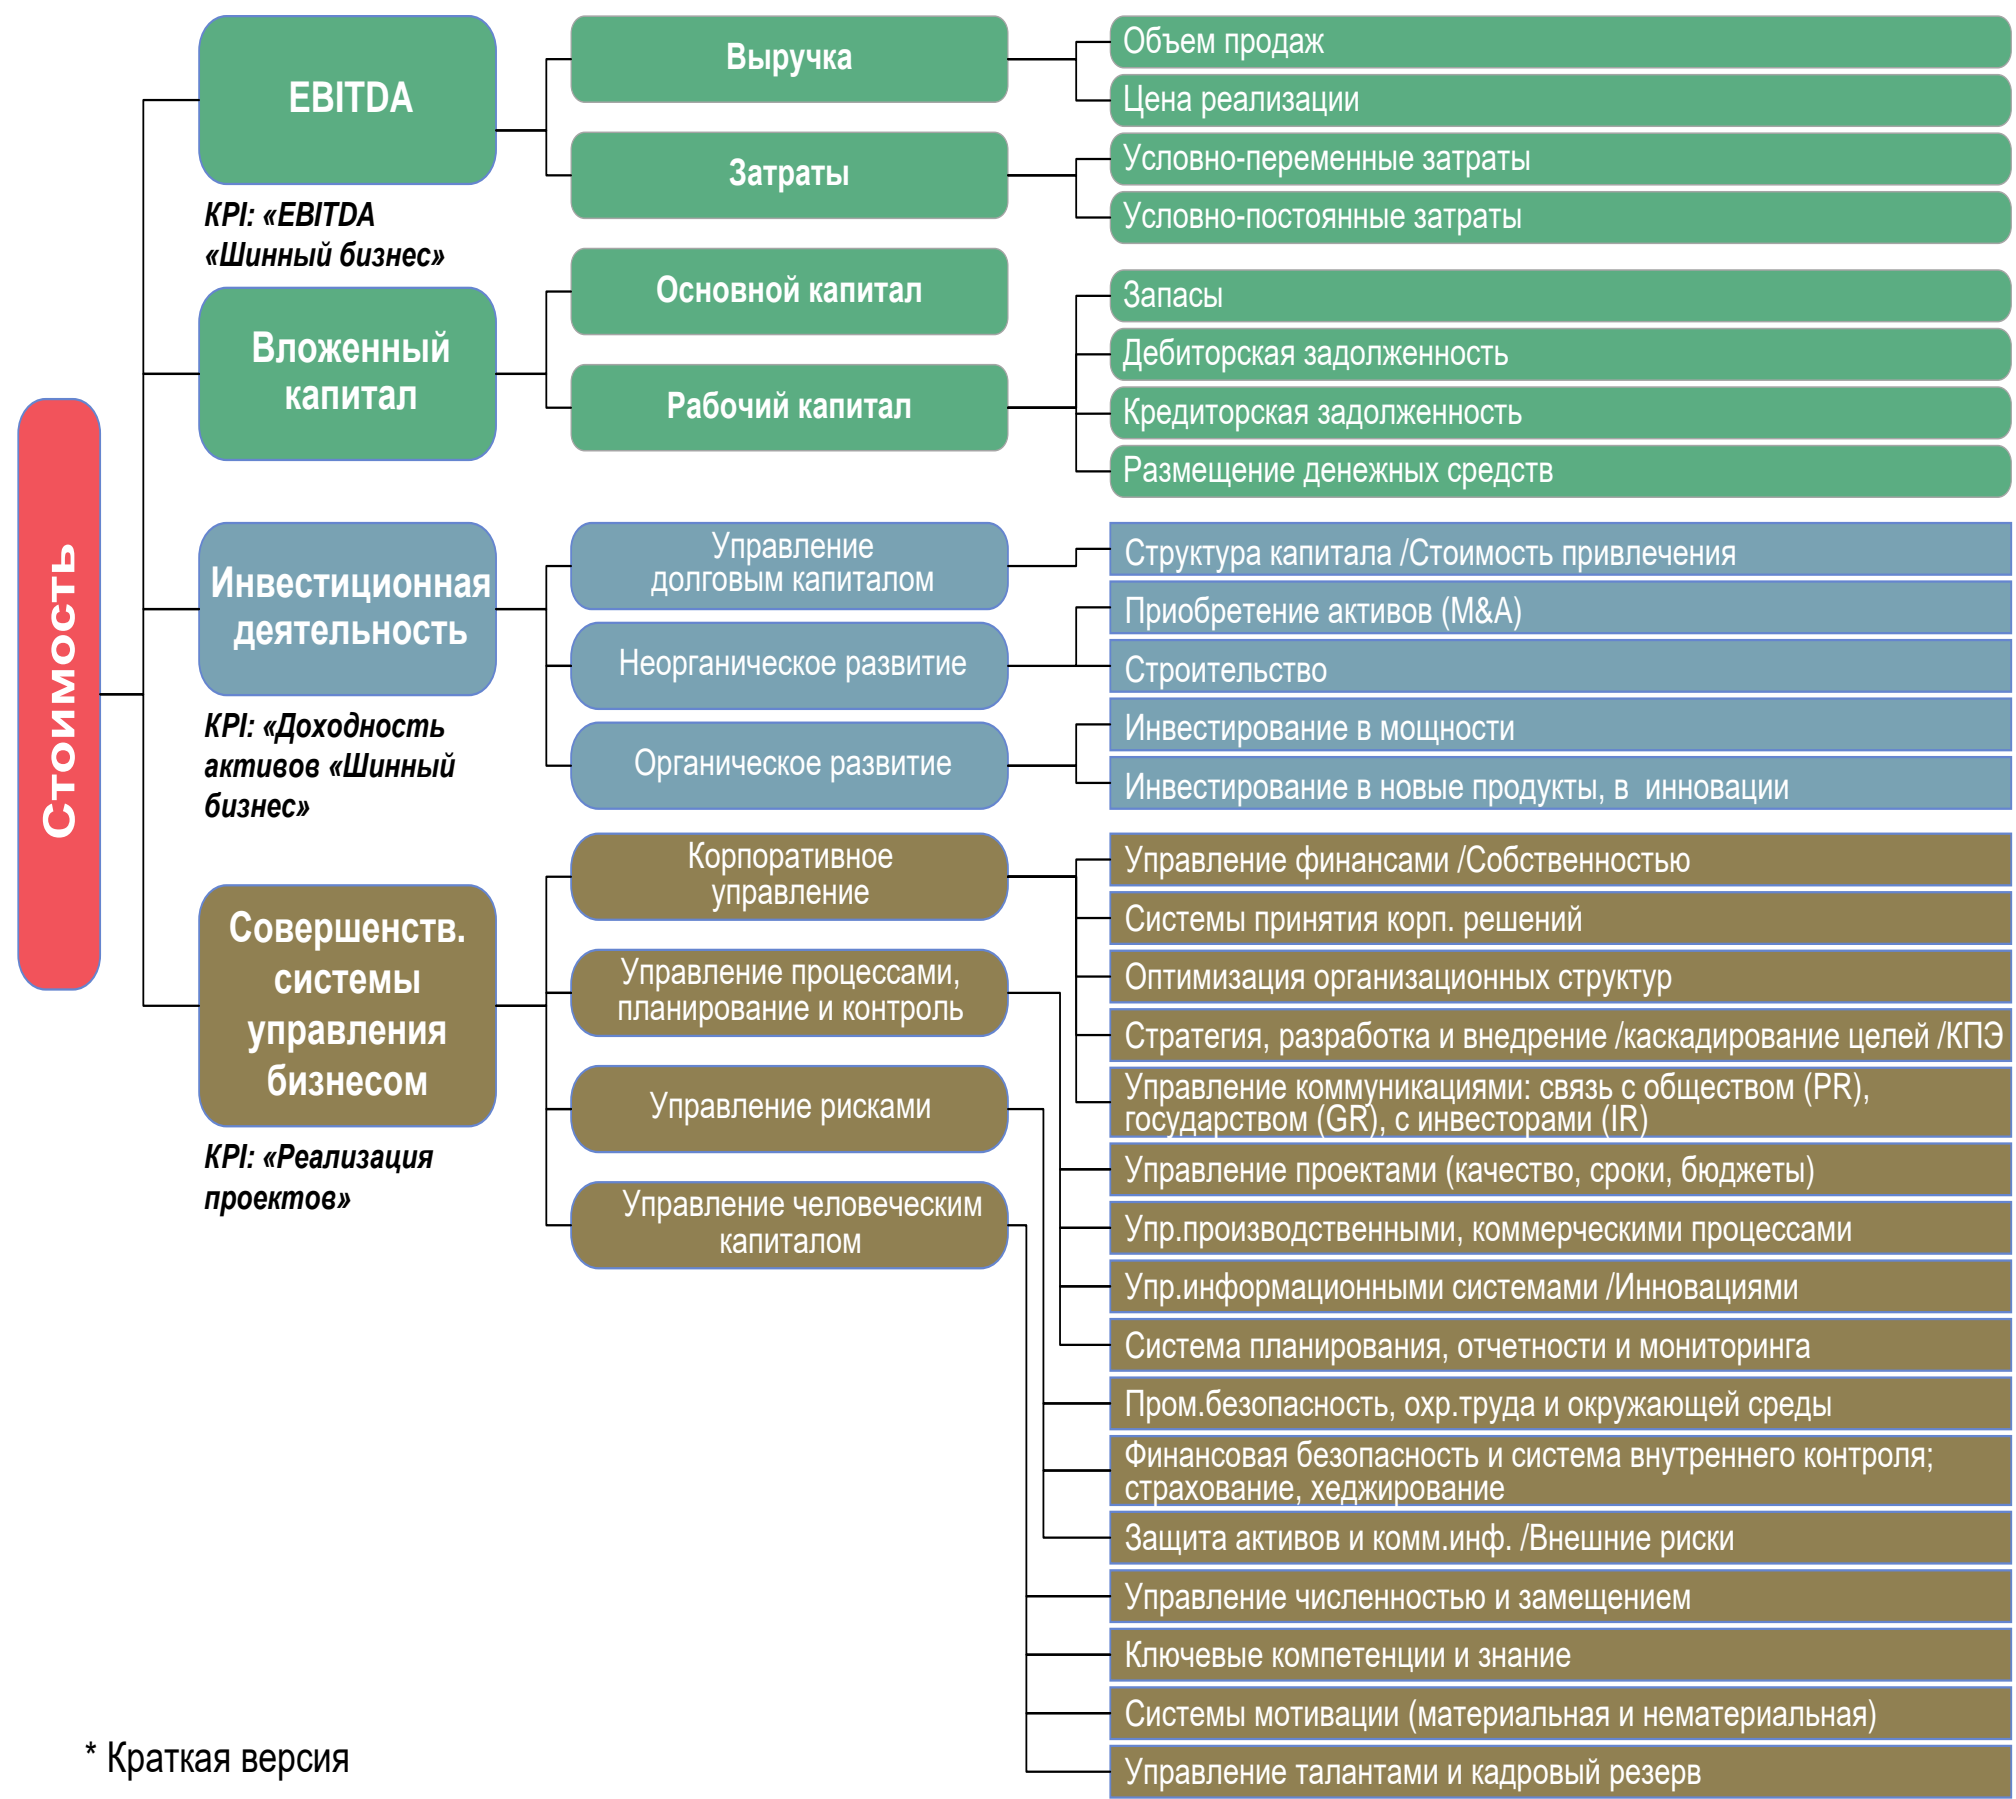 Стоимость
EBITDA
KPI: «EBITDA
«Шинный бизнес»
Выручка
Объем продаж
Цена реализации
Затраты
Условно-переменные затраты
Условно-постоянные затраты
Вложенный
капитал
Основной капитал
Рабочий капитал
Запасы
Дебиторская задолженность
Кредиторская задолженность
Размещение денежных средств
Инвестиционная
деятельность
KPI: «Доходность
активов «Шинный
бизнес»
Управление
долговым капиталом
Структура капитала /Стоимость привлечения
Неорганическое развитие
Приобретение активов (M&A)
Строительство
Органическое развитие
Инвестирование в мощности
Инвестирование в новые продукты, в  инновации
Совершенств.
системы
управления
бизнесом
KPI: «Реализация
проектов»
Корпоративное
управление
Управление финансами /Собственностью
Системы принятия корп. решений
Оптимизация организационных структур
Стратегия, разработка и внедрение /каскадирование целей /КПЭ
Управление коммуникациями: связь с обществом (PR),
государством (GR), с инвесторами (IR)
Управление процессами,
планирование и контроль
Управление проектами (качество, сроки, бюджеты)
Упр.производственными, коммерческими процессами
Упр.информационными системами /Инновациями
Система планирования, отчетности и мониторинга
Управление рисками
Пром.безопасность, охр.труда и окружающей среды
Финансовая безопасность и система внутреннего контроля;
страхование, хеджирование
Защита активов и комм.инф. /Внешние риски
Управление человеческим
капиталом
Управление численностью и замещением
Ключевые компетенции и знание
Системы мотивации (материальная и нематериальная)
Управление талантами и кадровый резерв
* Краткая версия